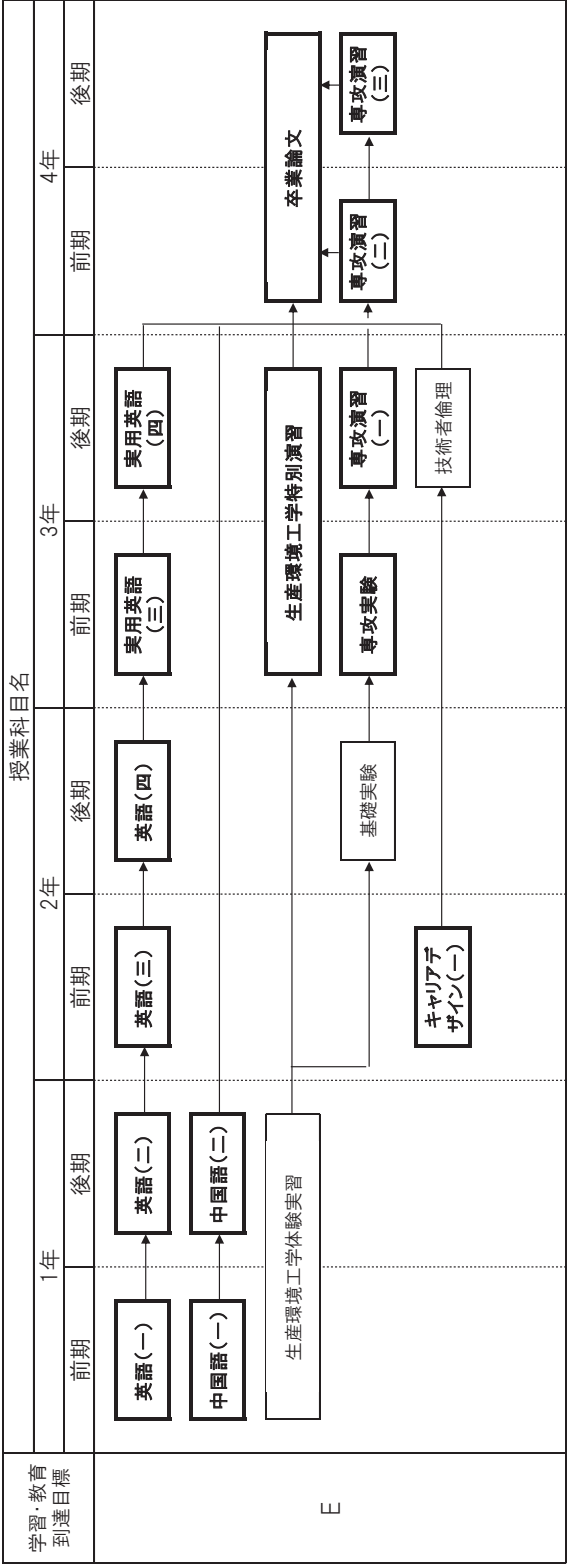 学習・教育
到達目標
授業科目名
1年
2年
3年
4年
前期
後期
前期
後期
前期
後期
前期
後期
E
英語(一)
英語(二)
英語(三)
英語(四)
実用英語
(三)
実用英語
(四)
中国語(一)
中国語(二)
生産環境工学体験実習
生産環境工学特別演習
卒業論文
基礎実験
専攻実験
専攻演習
(一)
専攻演習
(二)
専攻演習
(三)
キャリアデ
ザイン(一)
技術者倫理